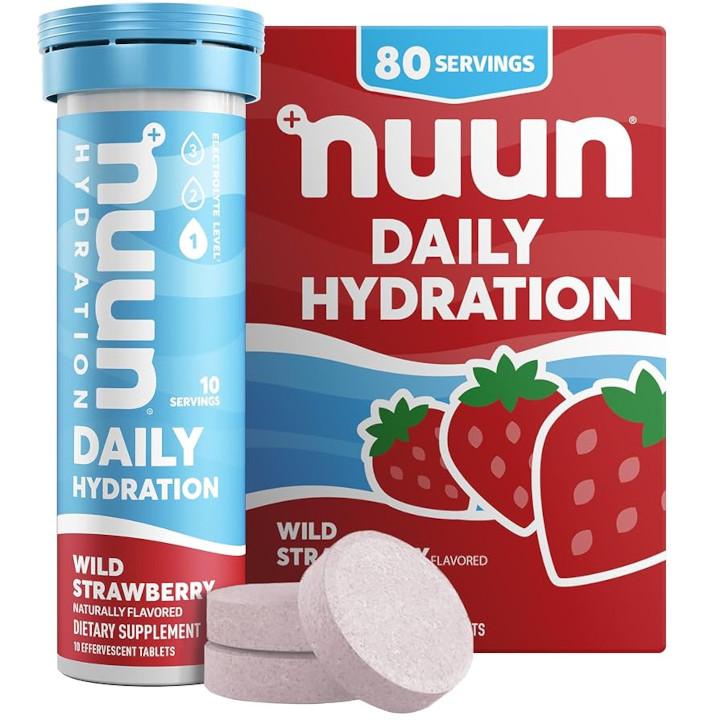 nuun
HYDRATION
ELECTROLYTE LEVEL
3
2
1
10
SERVINGS
DAILY
HYDRATION
WILD
STRAWBERRY
NATURALLY FLAVORED
DIETARY SUPPLEMENT
10 EFFERVESCENT TABLETS
80 SERVINGS
nuun®
DAILY
HYDRATION
WILD
FLAVORED